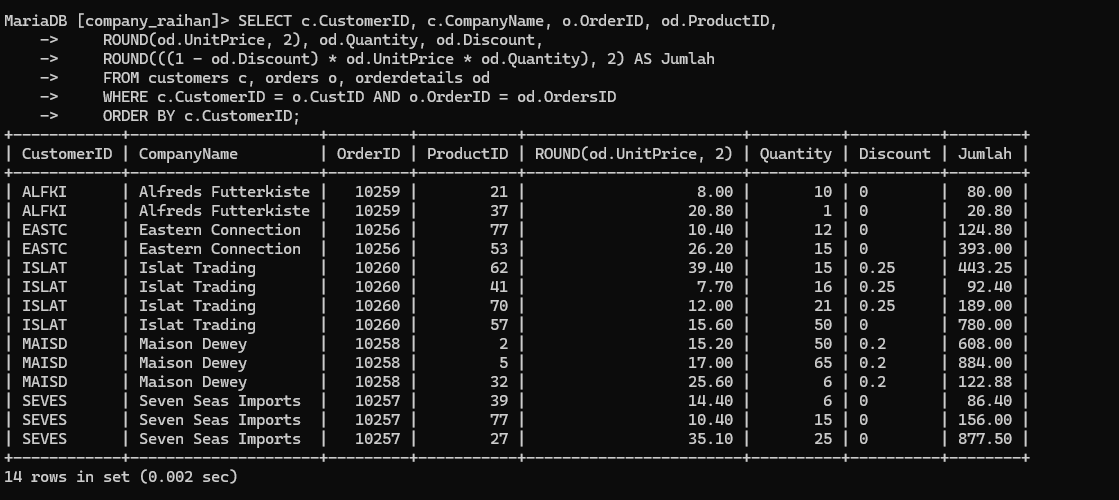 MariaDB [company_raihan]> SELECT c.CustomerID, c.CompanyName, o.OrderID, od.ProductID,
    ->     ROUND(od.UnitPrice, 2), od.Quantity, od.Discount,
    ->     ROUND(((1 - od.Discount) * od.UnitPrice * od.Quantity), 2) AS Jumlah
    ->     FROM customers c, orders o, orderdetails od
    ->     WHERE c.CustomerID = o.CustID AND o.OrderID = od.OrdersID
    ->     ORDER BY c.CustomerID;
+------------+---------------------+---------+-----------+------------------------+----------+----------+--------+
| CustomerID | CompanyName         | OrderID | ProductID | ROUND(od.UnitPrice, 2) | Quantity | Discount | Jumlah |
+------------+---------------------+---------+-----------+------------------------+----------+----------+--------+
| ALFKI      | Alfreds Futterkiste |   10259 |        21 |                   8.00 |       10 | 0        |  80.00 |
| ALFKI      | Alfreds Futterkiste |   10259 |        37 |                  20.80 |        1 | 0        |  20.80 |
| EASTC      | Eastern Connection  |   10256 |        77 |                  10.40 |       12 | 0        | 124.80 |
| EASTC      | Eastern Connection  |   10256 |        53 |                  26.20 |       15 | 0        | 393.00 |
| ISLAT      | Islat Trading       |   10260 |        62 |                  39.40 |       15 | 0.25     | 443.25 |
| ISLAT      | Islat Trading       |   10260 |        41 |                   7.70 |       16 | 0.25     |  92.40 |
| ISLAT      | Islat Trading       |   10260 |        70 |                  12.00 |       21 | 0.25     | 189.00 |
| ISLAT      | Islat Trading       |   10260 |        57 |                  15.60 |       50 | 0        | 780.00 |
| MAISD      | Maison Dewey        |   10258 |         2 |                  15.20 |       50 | 0.2      | 608.00 |
| MAISD      | Maison Dewey        |   10258 |         5 |                  17.00 |       65 | 0.2      | 884.00 |
| MAISD      | Maison Dewey        |   10258 |        32 |                  25.60 |        6 | 0.2      | 122.88 |
| SEVES      | Seven Seas Imports  |   10257 |        39 |                  14.40 |        6 | 0        |  86.40 |
| SEVES      | Seven Seas Imports  |   10257 |        77 |                  10.40 |       15 | 0        | 156.00 |
| SEVES      | Seven Seas Imports  |   10257 |        27 |                  35.10 |       25 | 0        | 877.50 |
+------------+---------------------+---------+-----------+------------------------+----------+----------+--------+
14 rows in set (0.002 sec)